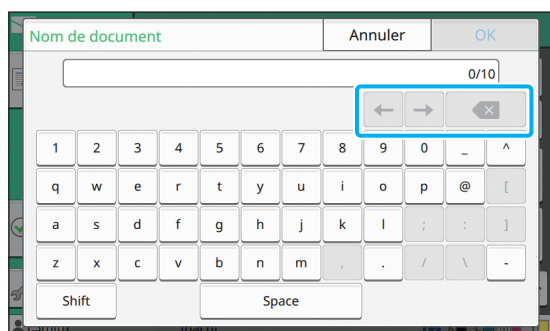 Nom de document Annuler OK
0/10
1 2 3 4 5 6 7 8 9 0 _ ^
q w e r t y u i o p @ [
a s d f g h j k l ; : ]
z x c v b n m , . / \ -
Shift Space